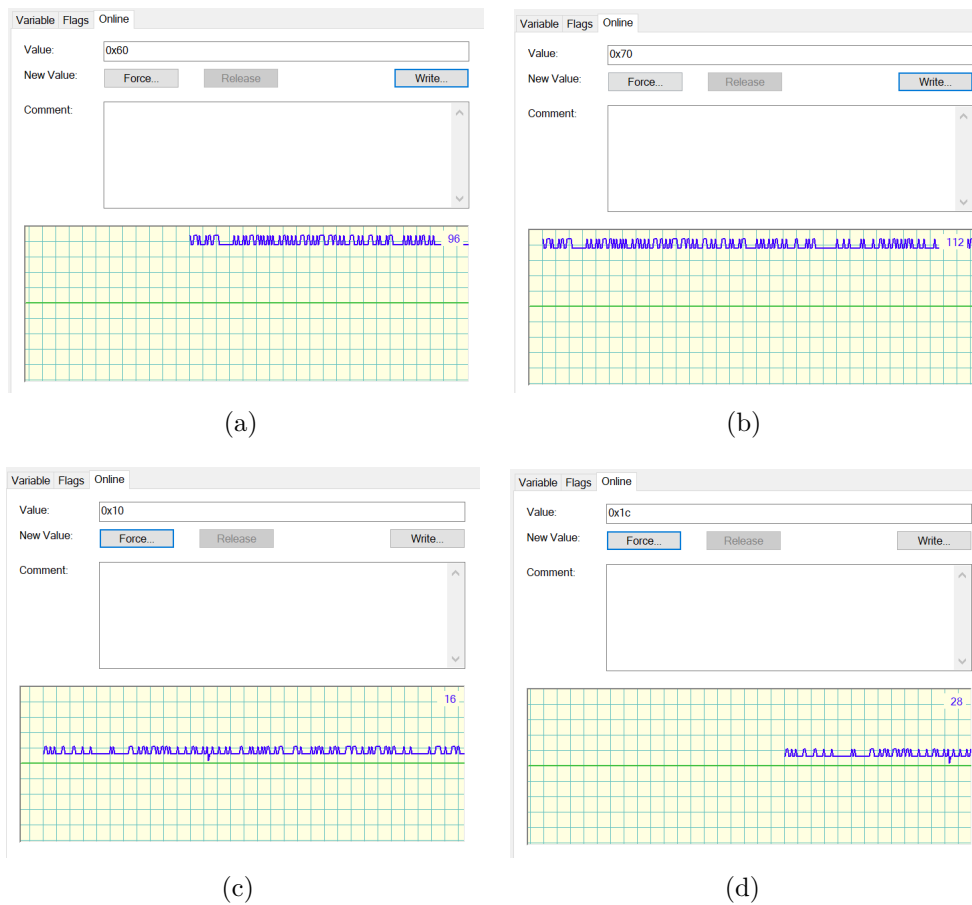 Variable Flags Online
Value: 0x60
New Value: Force... Release Write...
Comment:
96
(a)
Variable Flags Online
Value: 0x70
New Value: Force... Release Write...
Comment:
112
(b)
Variable Flags Online
Value: 0x10
New Value: Force... Release Write...
Comment:
16
(c)
Variable Flags Online
Value: 0x1c
New Value: Force... Release Write...
Comment:
28
(d)